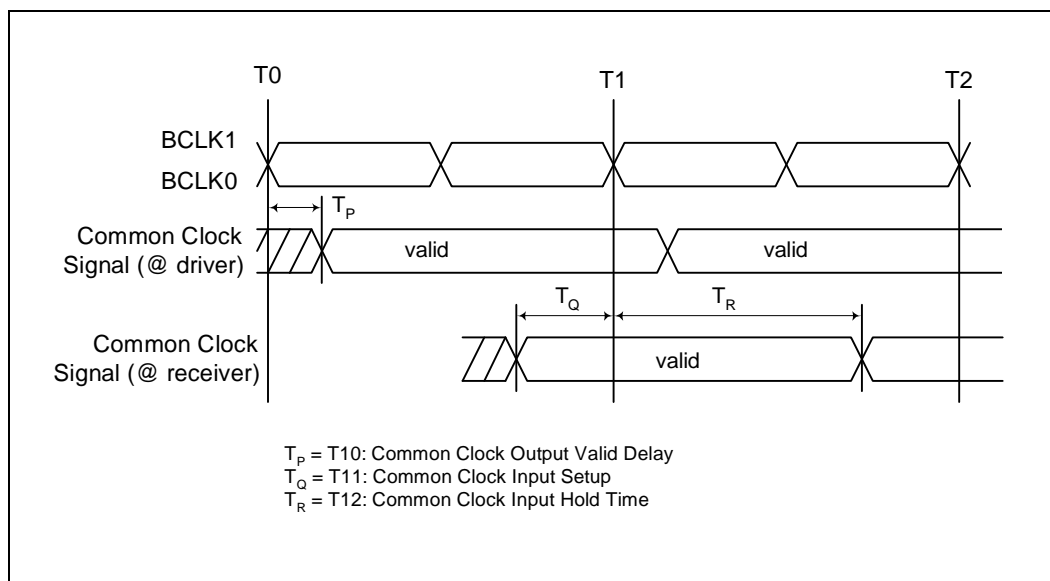 T0 T1 T2
BCLK1
BCLK0
TP
Common Clock
Signal (@ driver)
valid valid
TQ TR
Common Clock
Signal (@ receiver)
valid
TP = T10: Common Clock Output Valid Delay
TQ = T11: Common Clock Input Setup
TR = T12: Common Clock Input Hold Time